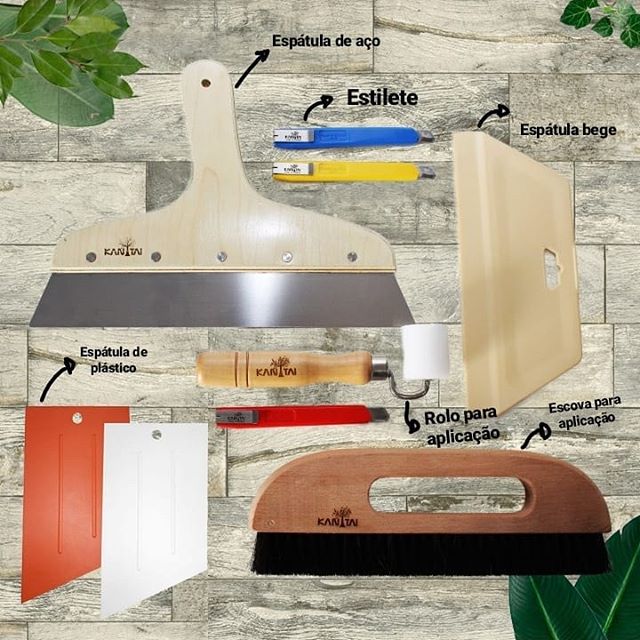 Espátula de aço
Estilete
Espátula bege
KANTAI
Espátula de
plástico
KANTAI
Rolo para
aplicação
Escova para
aplicação
KANTAI